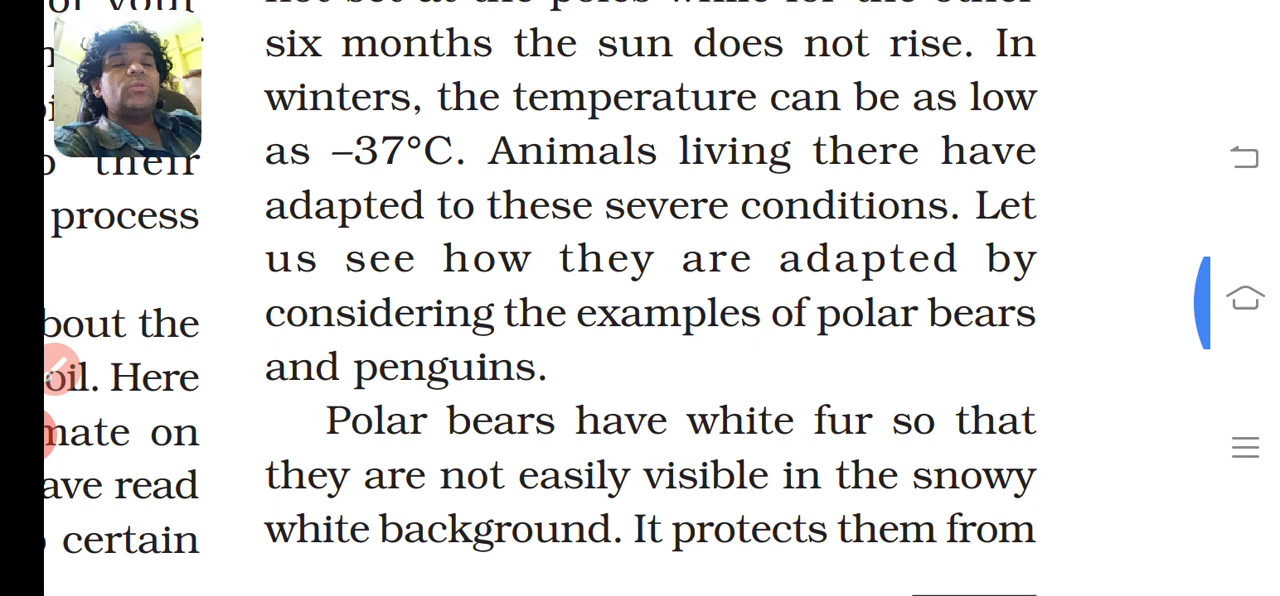 their
process
bout the
oil. Here
mate on
ave read
certain
six months the sun does not rise. In
winters, the temperature can be as low
as –37°C. Animals living there have
adapted to these severe conditions. Let
us see how they are adapted by
considering the examples of polar bears
and penguins.
Polar bears have white fur so that
they are not easily visible in the snowy
white background. It protects them from